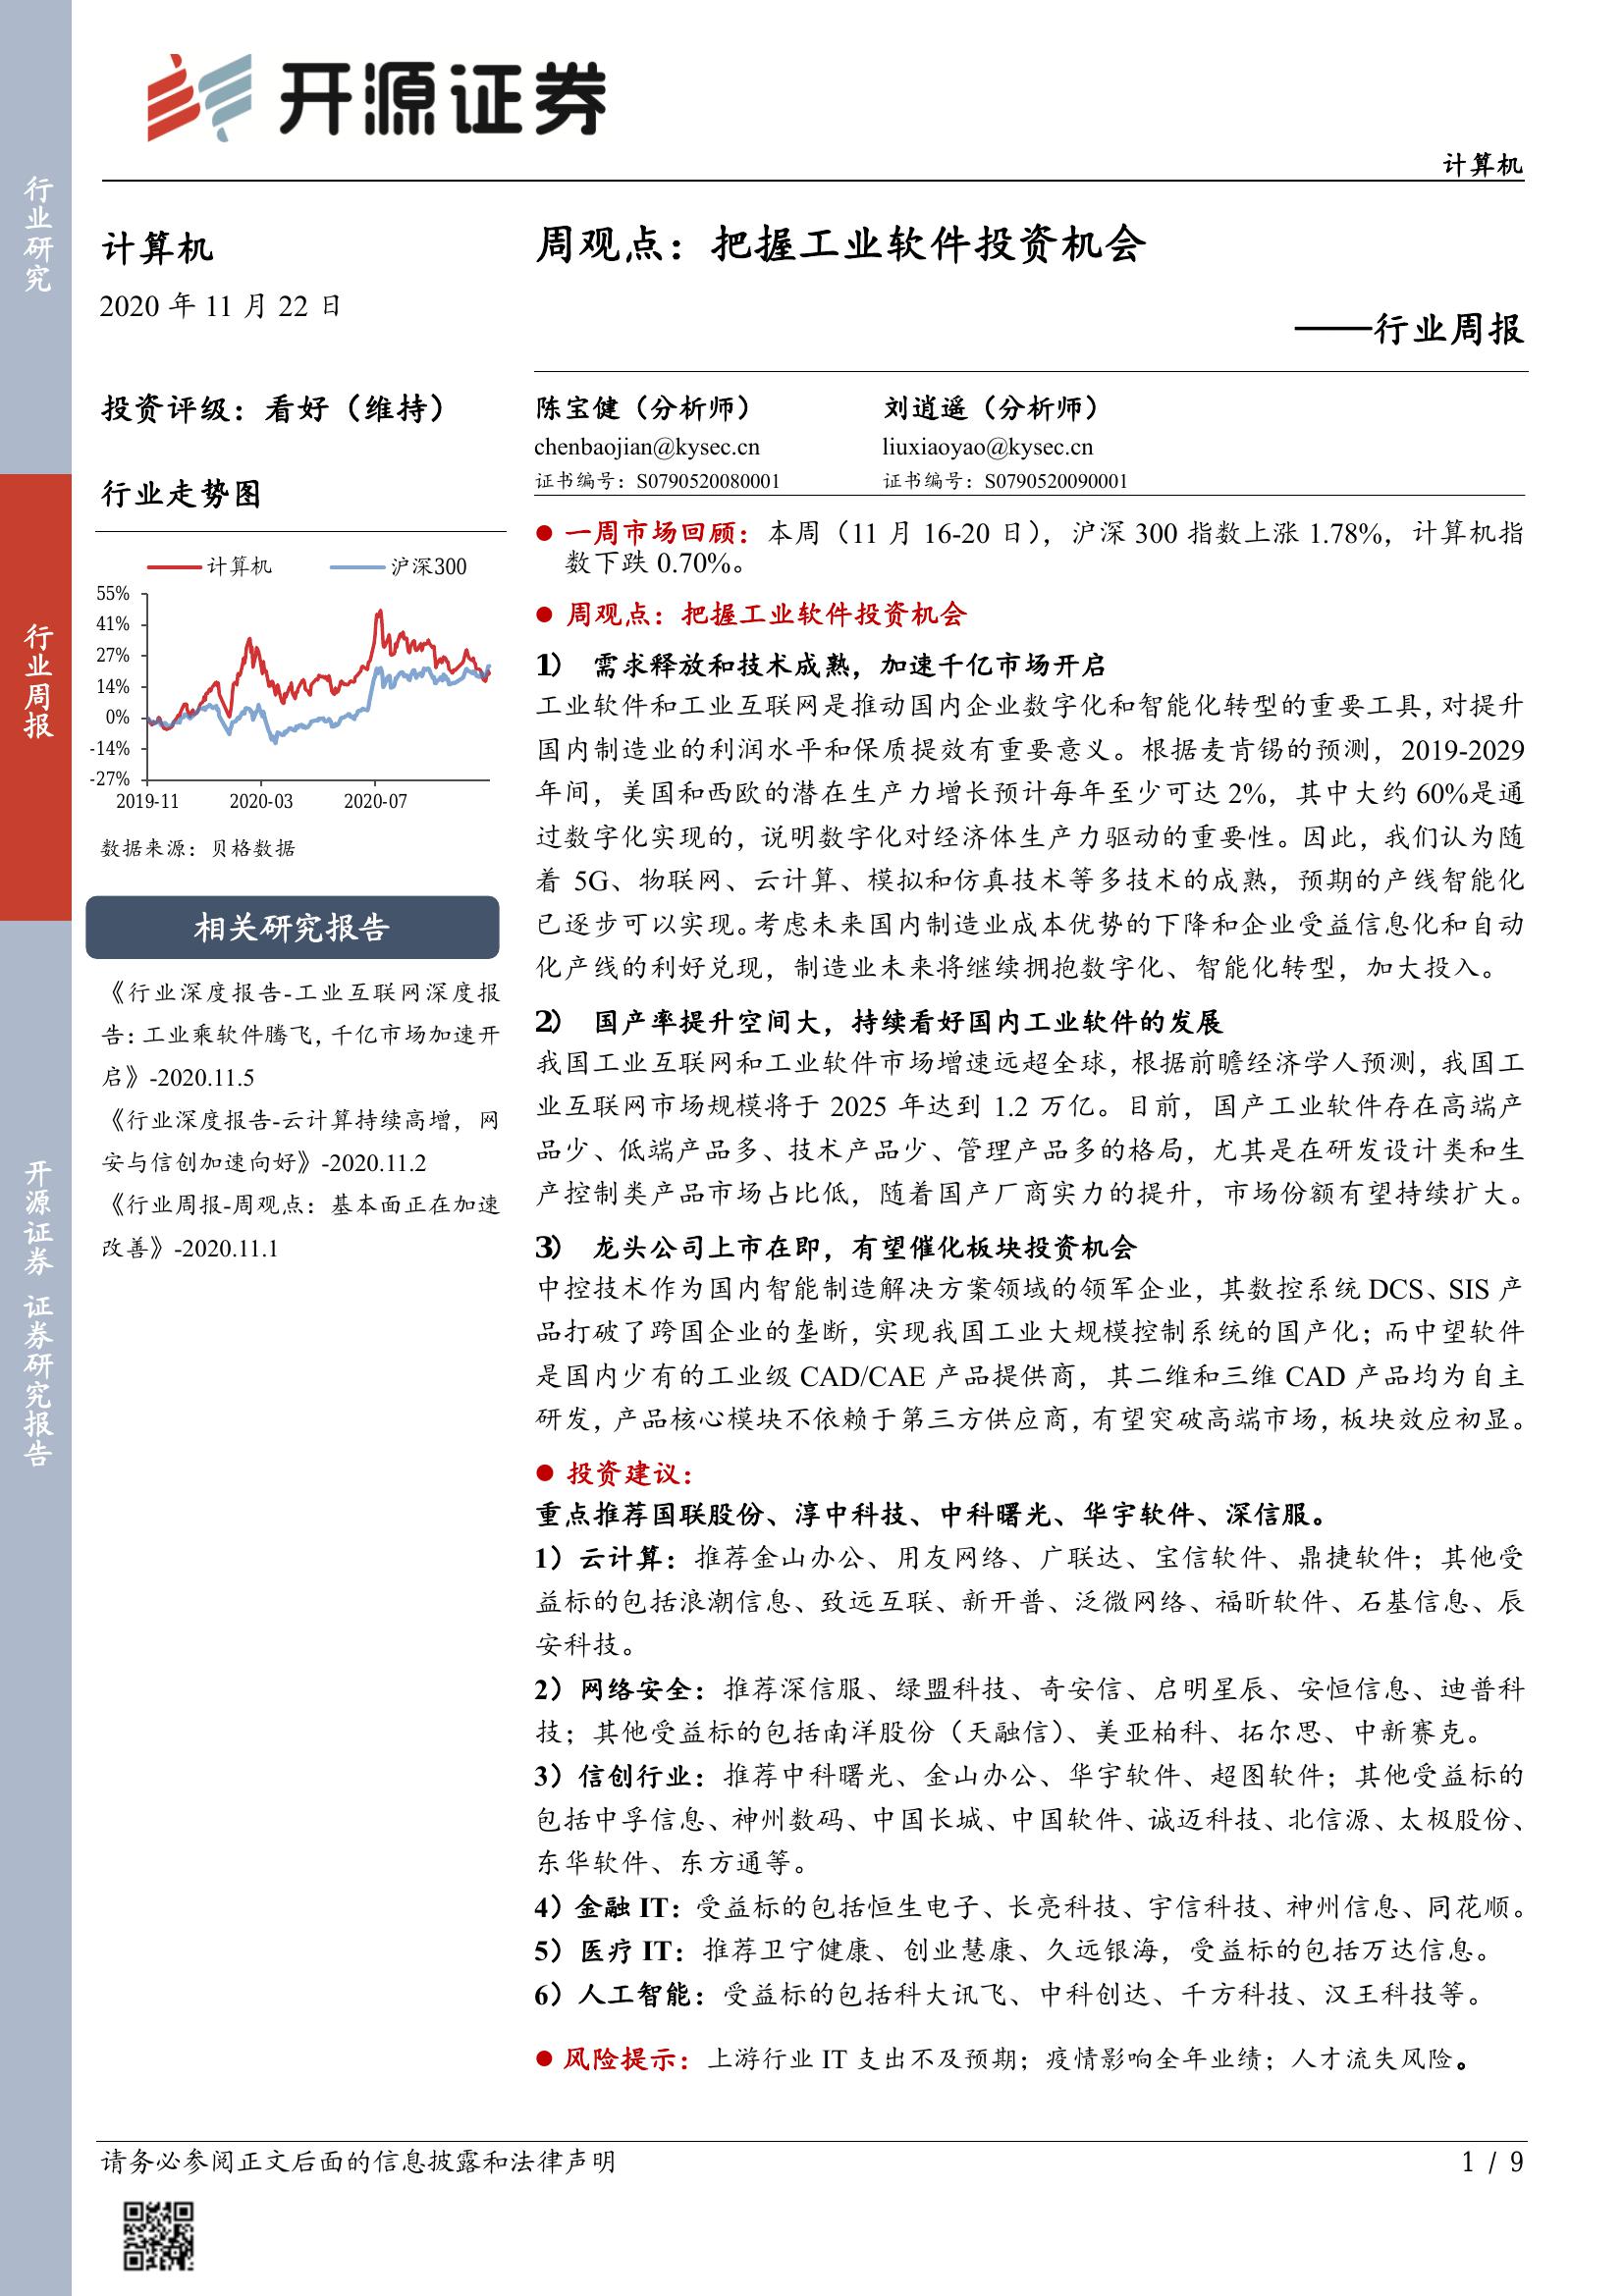 开源证券
计算机
行业研究
行业周报
开源证券 证券研究报告
计算机
2020 年 11 月 22 日
投资评级：看好（维持）
行业走势图
计算机 沪深300
55%
41%
27%
14%
0%
-14%
-27%
2019-11 2020-03 2020-07
数据来源：贝格数据
相关研究报告
《行业深度报告-工业互联网深度报
告：工业乘软件腾飞，千亿市场加速开
启》-2020.11.5
《行业深度报告-云计算持续高增，网
安与信创加速向好》-2020.11.2
《行业周报-周观点：基本面正在加速
改善》-2020.11.1
周观点：把握工业软件投资机会
——行业周报
陈宝健（分析师） 刘逍遥（分析师）
chenbaojian@kysec.cn liuxiaoyao@kysec.cn
证书编号：S0790520080001 证书编号：S0790520090001
● 一周市场回顾：本周（11 月 16-20 日），沪深 300 指数上涨 1.78%，计算机指
数下跌 0.70%。
● 周观点：把握工业软件投资机会
1） 需求释放和技术成熟，加速千亿市场开启
工业软件和工业互联网是推动国内企业数字化和智能化转型的重要工具，对提升
国内制造业的利润水平和保质提效有重要意义。根据麦肯锡的预测，2019-2029
年间，美国和西欧的潜在生产力增长预计每年至少可达 2%，其中大约 60%是通
过数字化实现的，说明数字化对经济体生产力驱动的重要性。因此，我们认为随
着 5G、物联网、云计算、模拟和仿真技术等多技术的成熟，预期的产线智能化
已逐步可以实现。考虑未来国内制造业成本优势的下降和企业受益信息化和自动
化产线的利好兑现，制造业未来将继续拥抱数字化、智能化转型，加大投入。
2） 国产率提升空间大，持续看好国内工业软件的发展
我国工业互联网和工业软件市场增速远超全球，根据前瞻经济学人预测，我国工
业互联网市场规模将于 2025 年达到 1.2 万亿。目前，国产工业软件存在高端产
品少、低端产品多、技术产品少、管理产品多的格局，尤其是在研发设计类和生
产控制类产品市场占比低，随着国产厂商实力的提升，市场份额有望持续扩大。
3） 龙头公司上市在即，有望催化板块投资机会
中控技术作为国内智能制造解决方案领域的领军企业，其数控系统 DCS、SIS 产
品打破了跨国企业的垄断，实现我国工业大规模控制系统的国产化；而中望软件
是国内少有的工业级 CAD/CAE 产品提供商，其二维和三维 CAD 产品均为自主
研发，产品核心模块不依赖于第三方供应商，有望突破高端市场，板块效应初显。
● 投资建议：
重点推荐国联股份、淳中科技、中科曙光、华宇软件、深信服。
1）云计算：推荐金山办公、用友网络、广联达、宝信软件、鼎捷软件；其他受
益标的包括浪潮信息、致远互联、新开普、泛微网络、福昕软件、石基信息、辰
安科技。
2）网络安全：推荐深信服、绿盟科技、奇安信、启明星辰、安恒信息、迪普科
技；其他受益标的包括南洋股份（天融信）、美亚柏科、拓尔思、中新赛克。
3）信创行业：推荐中科曙光、金山办公、华宇软件、超图软件；其他受益标的
包括中孚信息、神州数码、中国长城、中国软件、诚迈科技、北信源、太极股份、
东华软件、东方通等。
4）金融 IT：受益标的包括恒生电子、长亮科技、宇信科技、神州信息、同花顺。
5）医疗 IT：推荐卫宁健康、创业慧康、久远银海，受益标的包括万达信息。
6）人工智能：受益标的包括科大讯飞、中科创达、千方科技、汉王科技等。
● 风险提示：上游行业 IT 支出不及预期；疫情影响全年业绩；人才流失风险。
请务必参阅正文后面的信息披露和法律声明 1 / 9